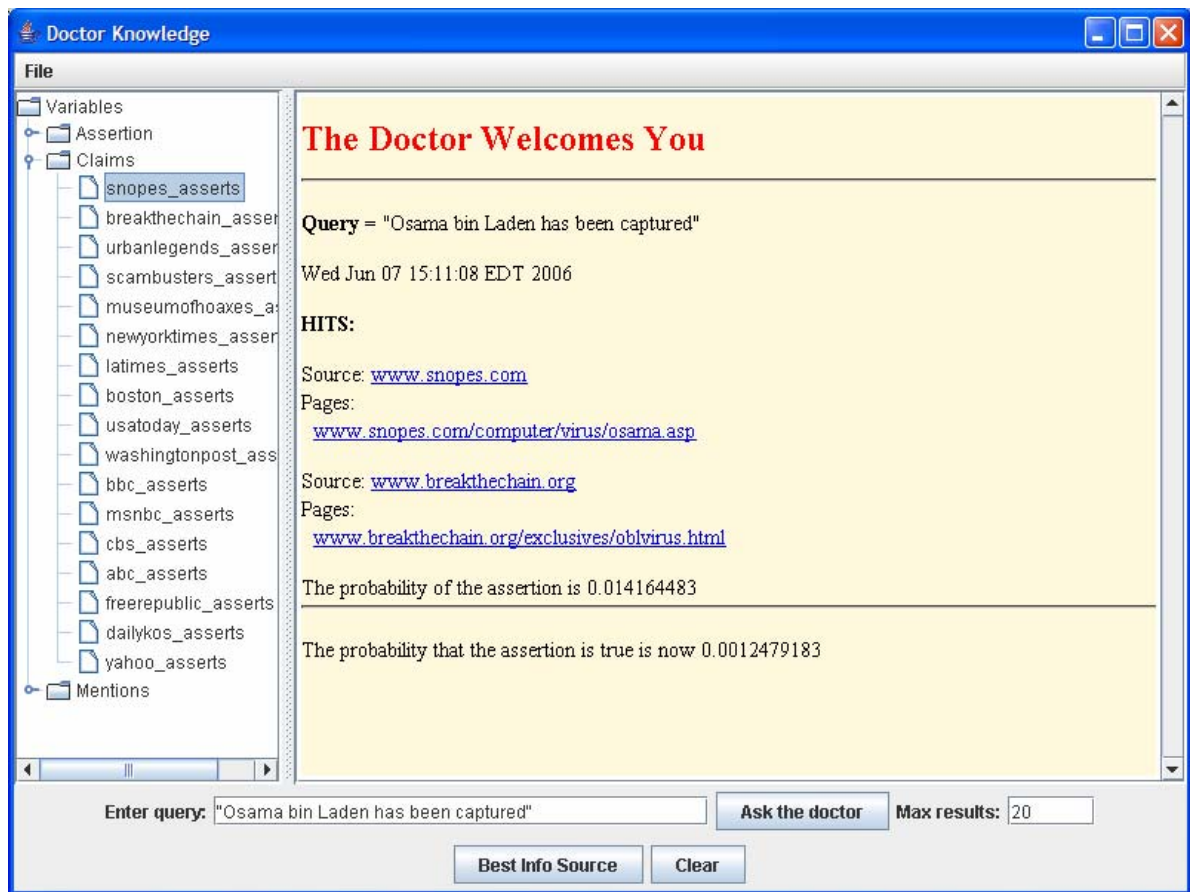 Doctor Knowledge
File
Variables
Assertion
Claims
snopes_asserts
breakthechain_asser
urbanlegends_asser
scambusters_assert
museumofhoaxes_a
newyorktimes_asser
latimes_asserts
boston_asserts
usatoday_asserts
washingtonpost_ass
bbc_asserts
msnbc_asserts
cbs_asserts
abc_asserts
freerepublic_asserts
dailykos_asserts
yahoo_asserts
Mentions
The Doctor Welcomes You
Query = "Osama bin Laden has been captured"
Wed Jun 07 15:11:08 EDT 2006
HITS:
Source: www.snopes.com
Pages:
www.snopes.com/computer/virus/osama.asp
Source: www.breakthechain.org
Pages:
www.breakthechain.org/exclusives/oblvirus.html
The probability of the assertion is 0.014164483
The probability that the assertion is true is now 0.0012479183
Enter query: "Osama bin Laden has been captured" Ask the doctor Max results: 20
Best Info Source Clear